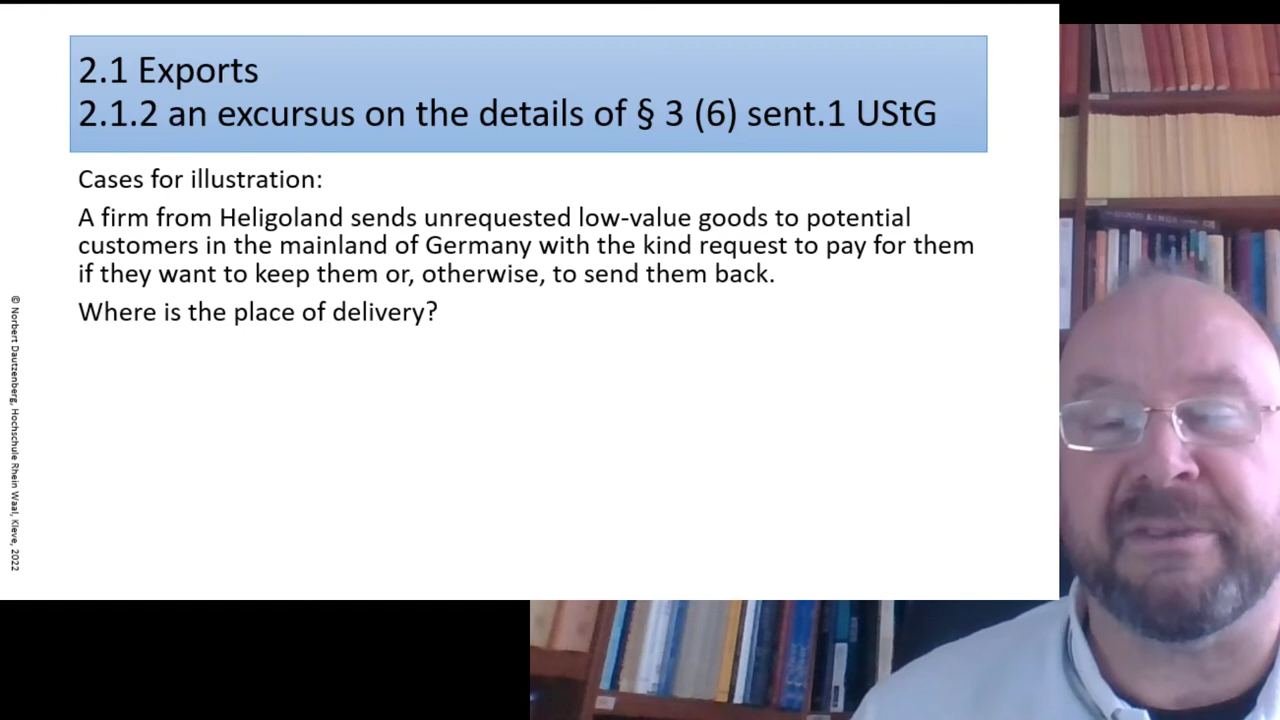 2.1 Exports
2.1.2 an excursus on the details of § 3 (6) sent.1 UStG
Cases for illustration:
A firm from Heligoland sends unrequested low-value goods to potential
customers in the mainland of Germany with the kind request to pay for them
if they want to keep them or, otherwise, to send them back.
Where is the place of delivery?
© Norbert Dautzenberg, Hochschule Rhein Waal, Kleve, 2022